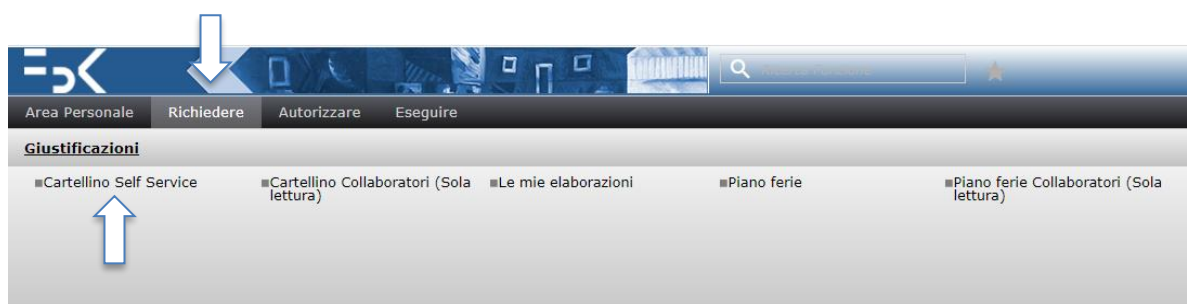 Area Personale Richiedere Autorizzare Eseguire
Giustificazioni
Cartellino Self Service
Cartellino Collaboratori (Sola
lettura)
Le mie elaborazioni
Piano ferie
Piano ferie Collaboratori (Sola
lettura)